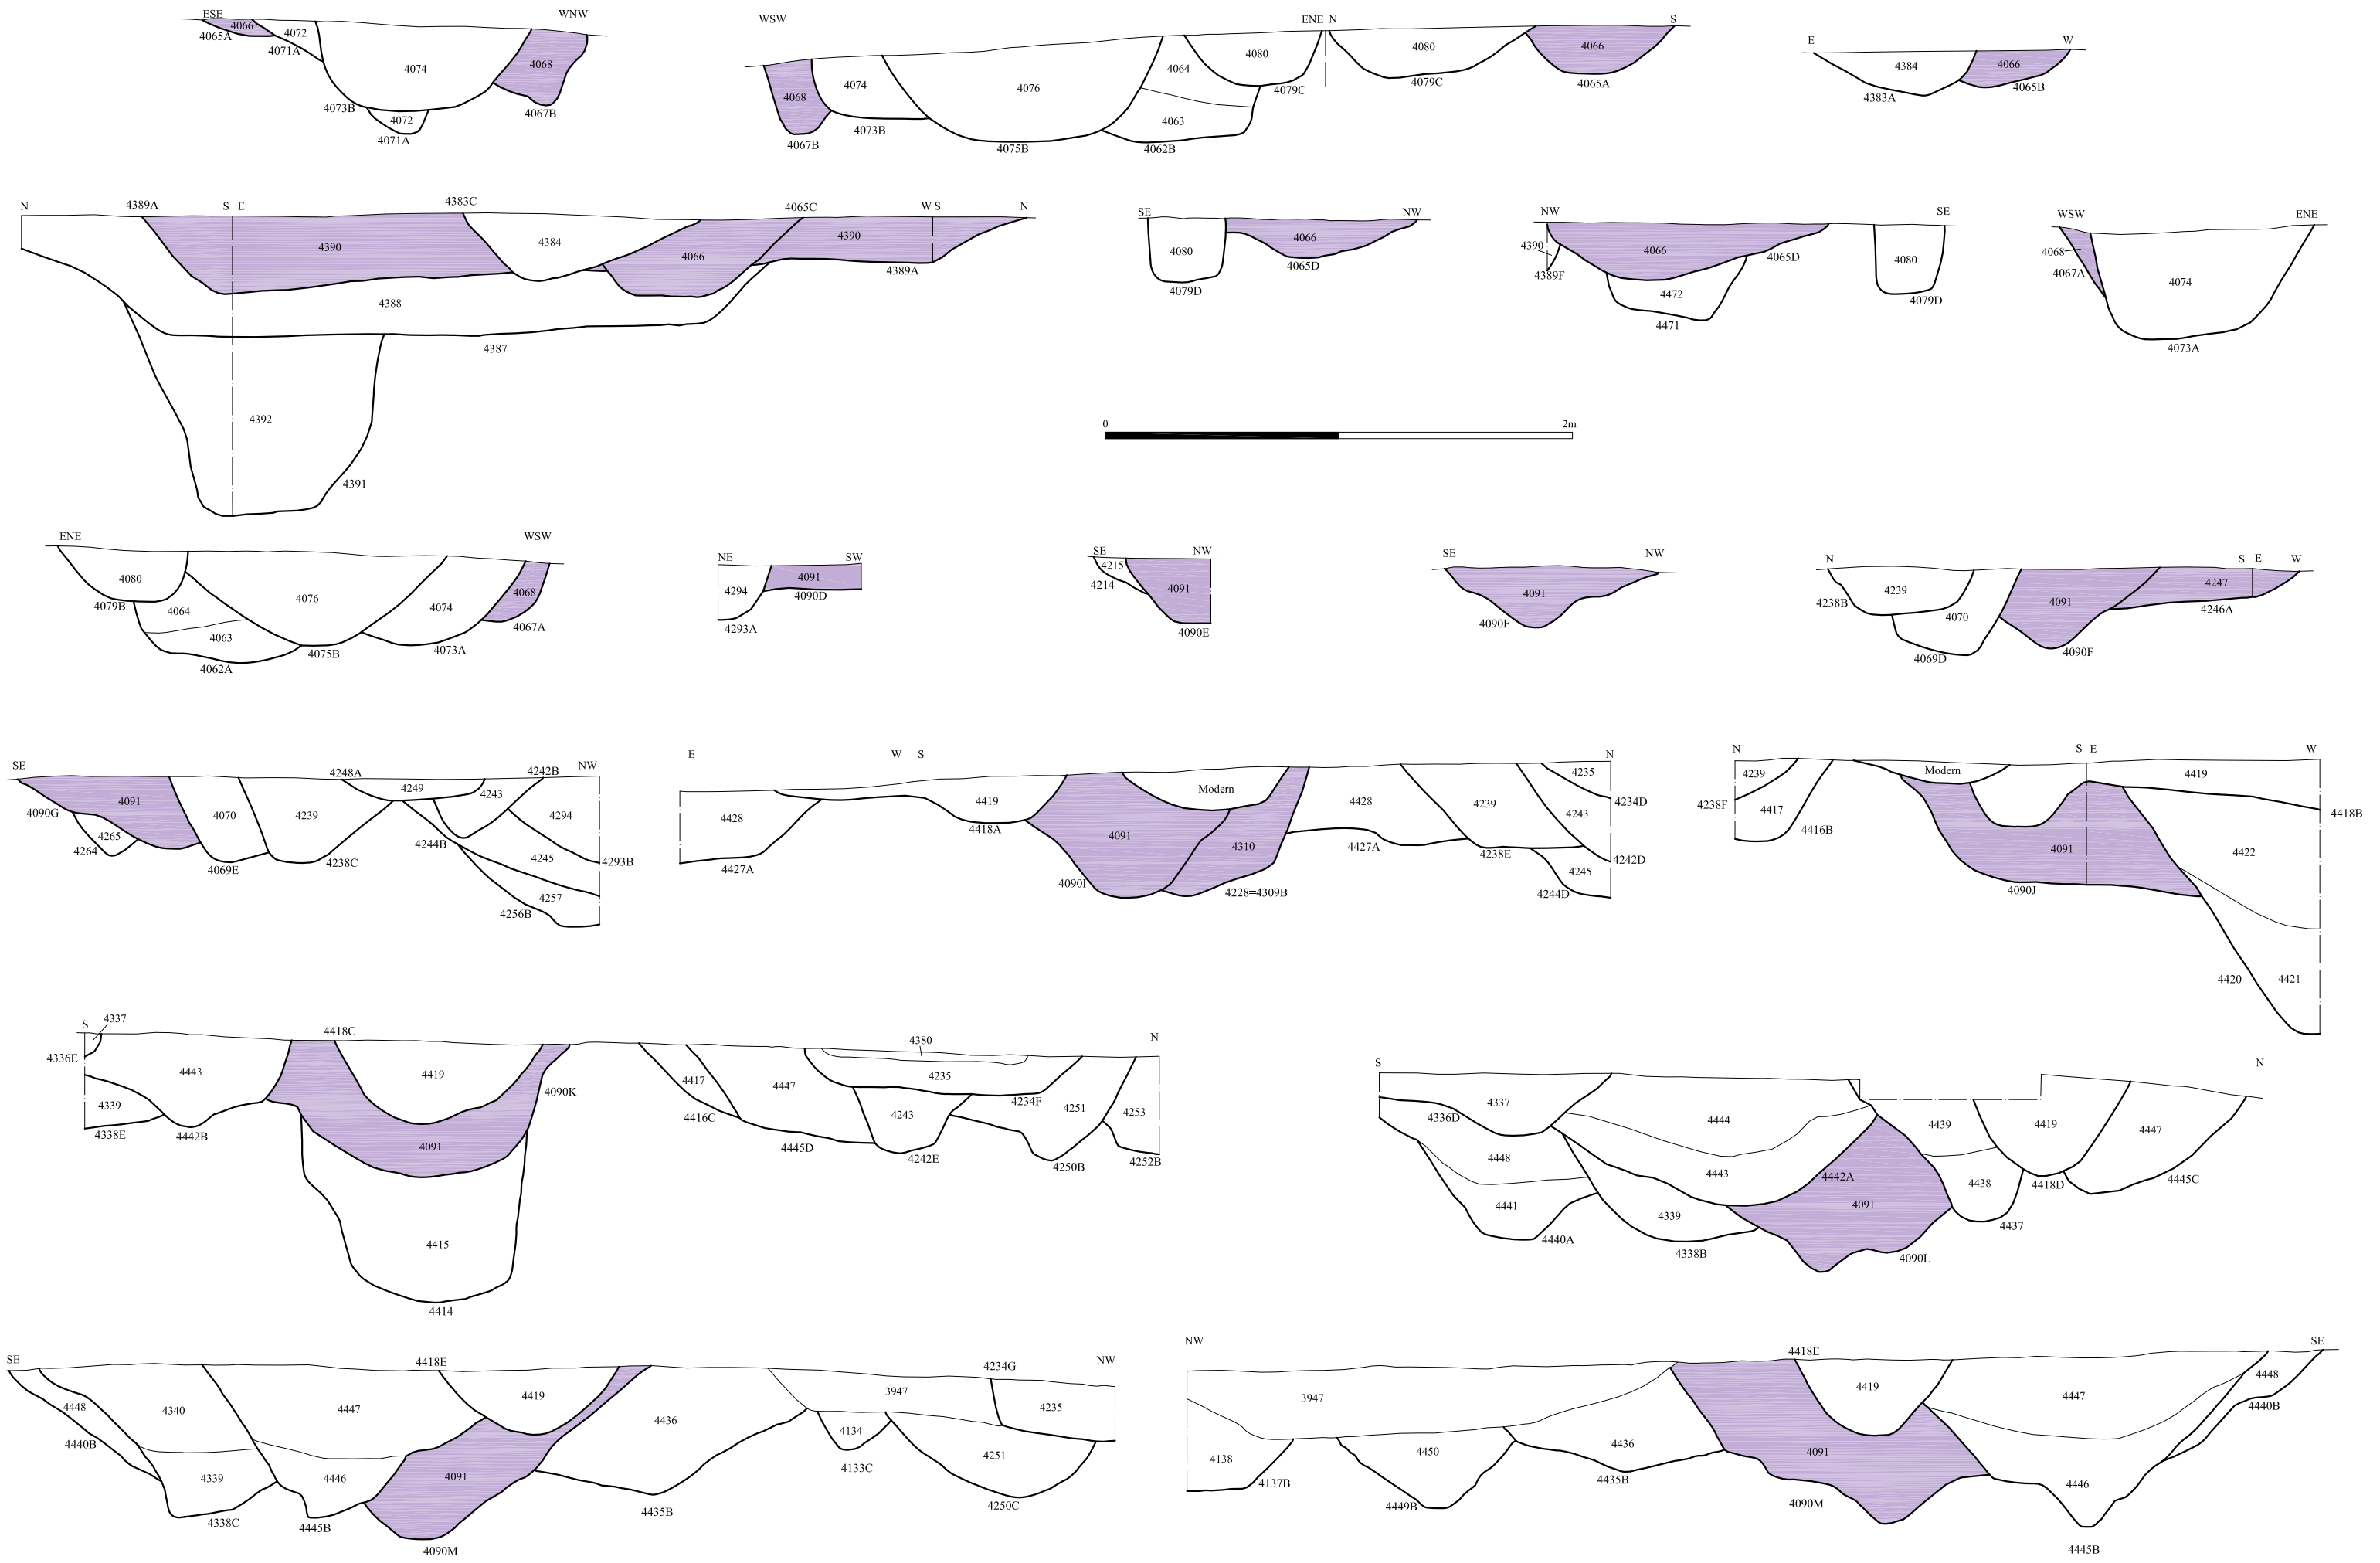 ESE WNW
4066 4072
4065A
4071A
4074 4068
4073B 4072 4067B
4071A
WSW ENE N S
4080 4080 4066
4064
4068 4074 4076
4079C 4079C 4065A
4063
4073B
4067B 4075B 4062B
E W
4384 4066
4383A 4065B
N 4389A S E 4383C 4065C W S N
4390 4384 4390
4066
4389A
4388
4387
4392
4391
SE NW
4066
4080
4065D
4079D
NW SE
4390 4066 4065D 4080
4389F
4472
4079D
4471
WSW ENE
4068
4067A
4074
4073A
0 2m
ENE WSW
4080
4076 4068
4079B 4064 4074
4063
4067A
4062A 4075B 4073A
NE SW
4294 4091
4090D
4293A
SE NW
4215
4214 4091
4090E
SE NW
4091
4090F
N S E W
4239 4247
4238B 4091 4246A
4070
4069D 4090F
SE 4248A 4242B NW
4249 4243
4091
4090G 4070 4239 4294
4265
4264 4244B
4069E 4238C 4245 4293B
4257
4256B
E W S N
4235
Modern
4419 4428 4239 4234D
4428 4418A 4243
4091 4310
4427A 4427A 4238E 4242D
4245
4090I 4228=4309B 4244D
N S E W
4239 Modern 4419
4238F 4417 4418B
4416B
4091 4422
4090J
4420 4421
S 4337 4418C N
4380
4336E
4443 4419 4417 4447 4235
4090K
4339 4416C 4243 4234F 4251 4253
4338E 4442B 4091 4445D
4242E 4250B 4252B
4415
4414
S N
4337
4336D 4444 4439 4419 4447
4448
4443 4442A 4438 4418D 4445C
4441 4339 4091
4437
4440A 4338B 4090L
SE 4418E 4234G NW
4419 3947
4448 4340 4447 4436 4235
4440B 4134
4339 4446 4091 4251
4133C
4338C 4445B 4435B 4250C
4090M
NW 4418E SE
4448
3947 4419 4447
4440B
4138 4450 4436 4091
4137B 4435B 4446
4449B 4090M
4445B